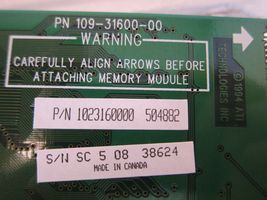 PN 109-31600-00
WARNING
CAREFULLY ALIGN ARROWS BEFORE
ATTACHING MEMORY MODULE
© 1994 ATI
TECHNOLOGIES INC
P/N 1023160000 504882
S/N SC 5 08 38624
MADE IN CANADA